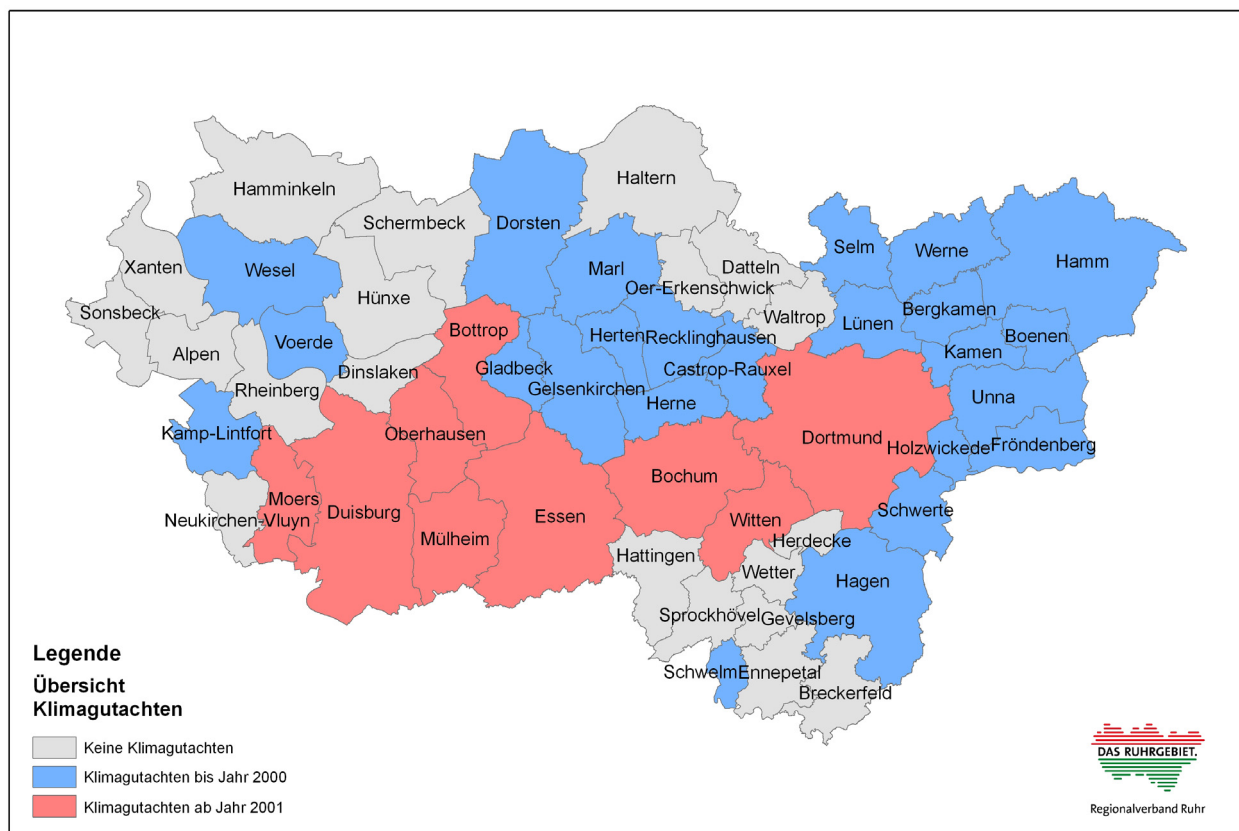 Haltern
Hamminkeln
Schermbeck
Dorsten
Selm
Werne
Hamm
Xanten
Wesel
Marl
Datteln
Oer-Erkenschwick
Hünxe
Sonsbeck
Waltrop
Bergkamen
Lünen
Bottrop
Herten
Recklinghausen
Boenen
Voerde
Alpen
Kamen
Gladbeck
Castrop-Rauxel
Dinslaken
Rheinberg
Gelsenkirchen
Unna
Herne
Kamp-Lintfort
Oberhausen
Dortmund
Holzwickede
Fröndenberg
Bochum
Moers
Schwerte
Neukirchen-Vluyn
Duisburg
Essen
Witten
Mülheim
Herdecke
Hattingen
Wetter
Hagen
Sprockhövel
Gevelsberg
Schwelm
Ennepetal
Breckerfeld
Legende
Übersicht
Klimagutachten
Keine Klimagutachten
Klimagutachten bis Jahr 2000
Klimagutachten ab Jahr 2001
DAS RUHRGEBIET.
Regionalverband Ruhr